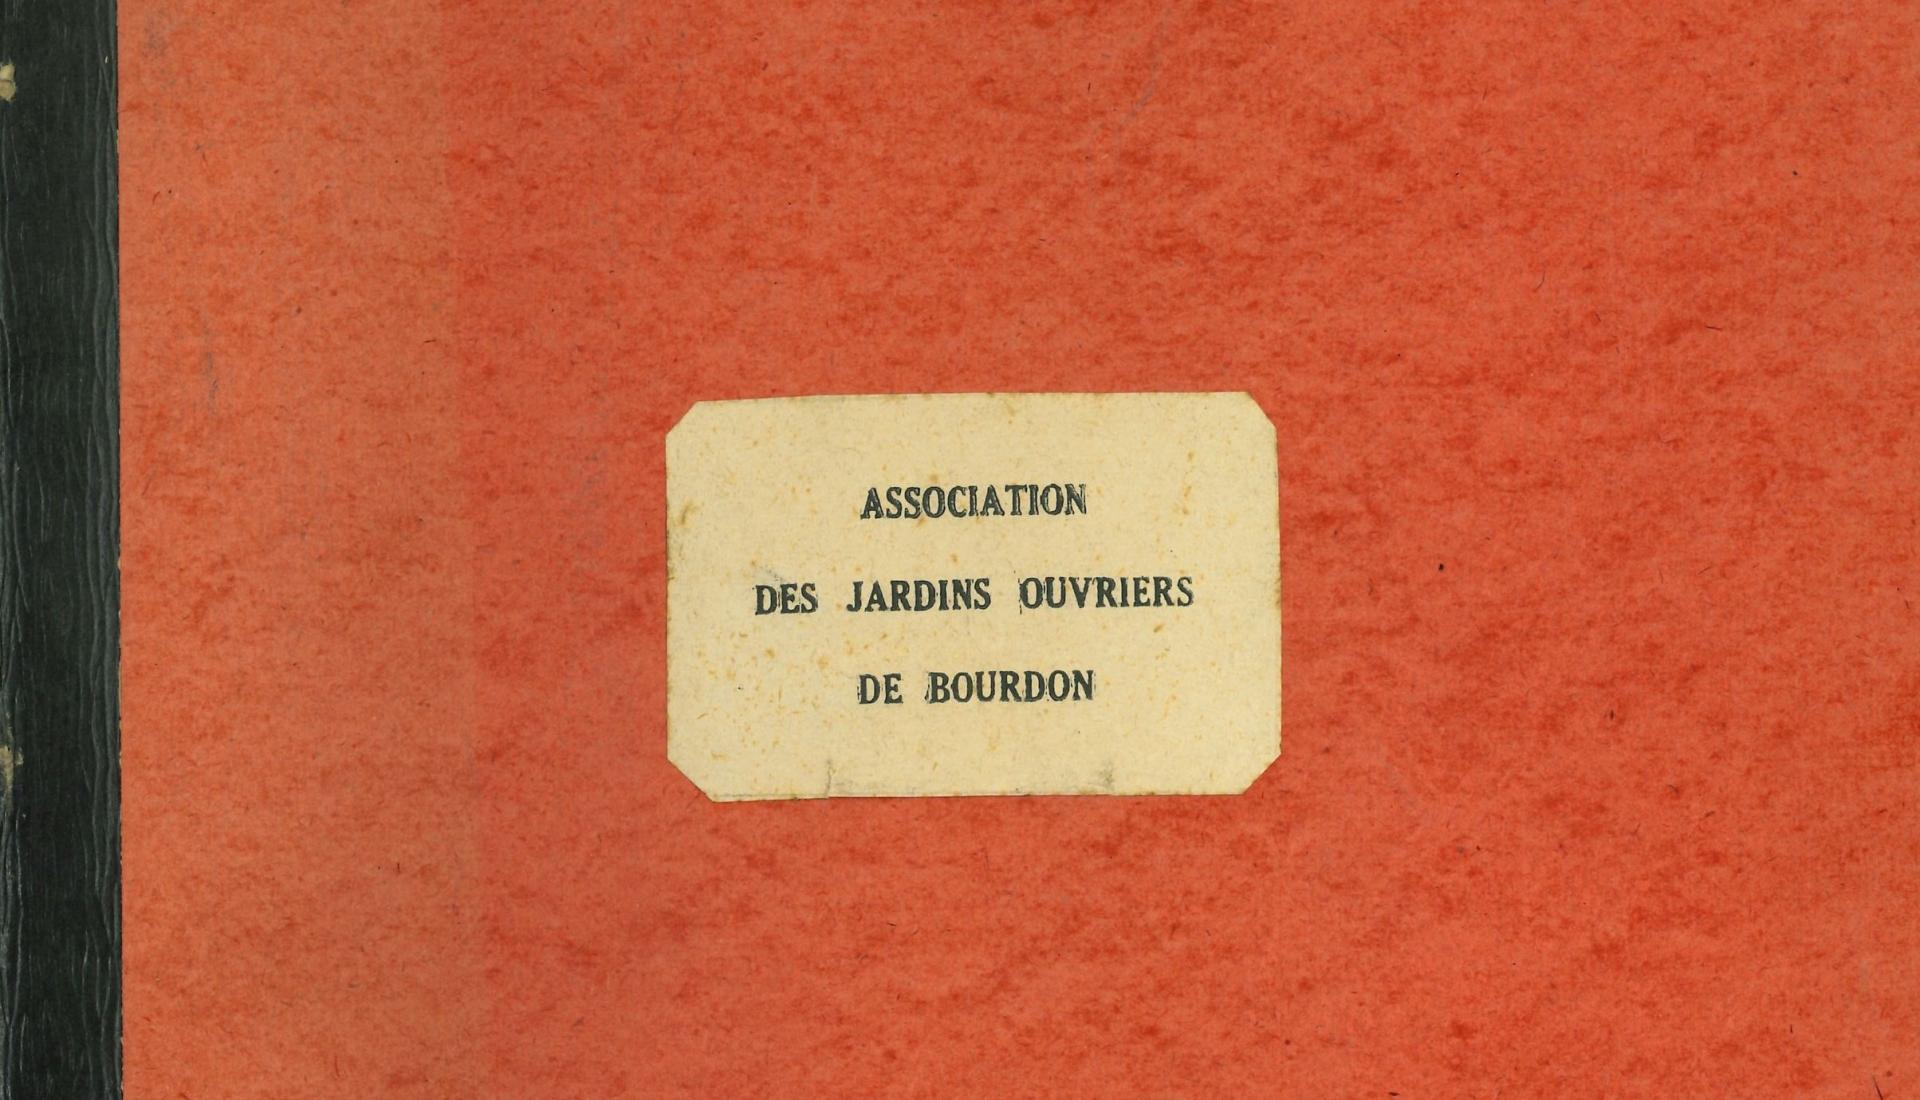 ASSOCIATION
DES JARDINS OUVRIERS
DE BOURDON